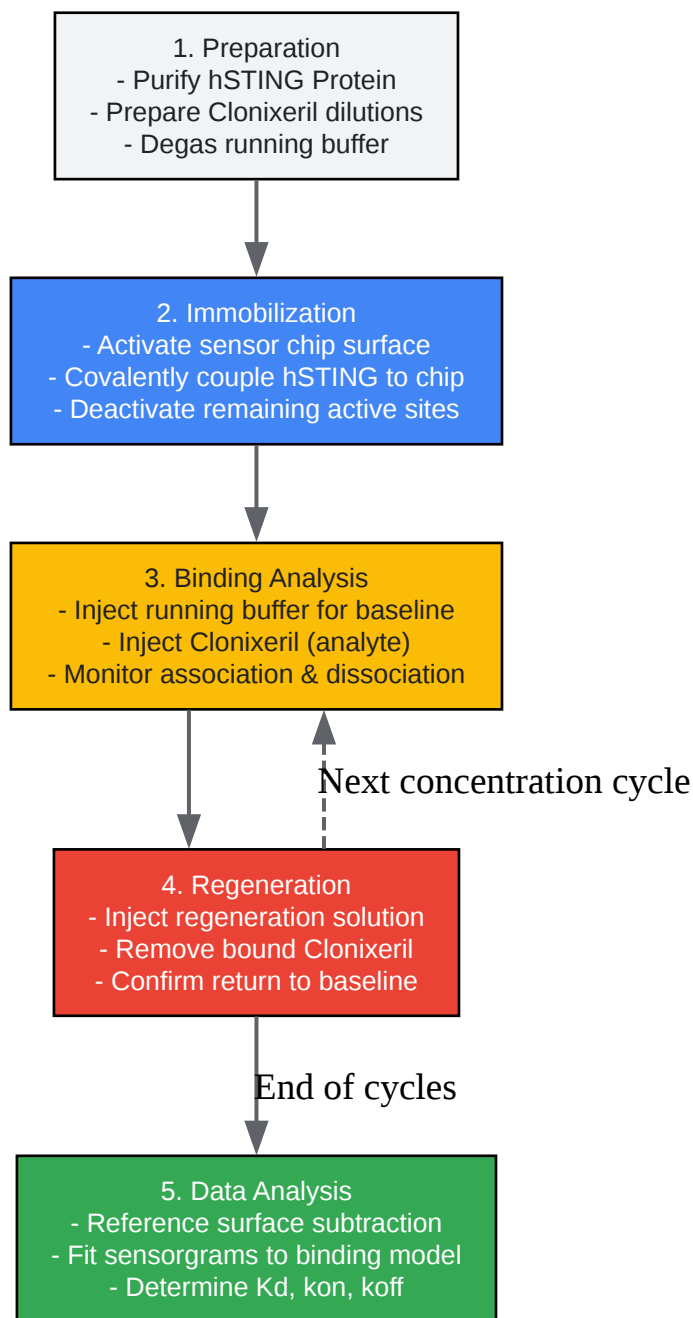 1. Preparation
- Purify hSTING Protein
- Prepare Clonixeril dilutions
- Degas running buffer
2. Immobilization
- Activate sensor chip surface
- Covalently couple hSTING to chip
- Deactivate remaining active sites
3. Binding Analysis
- Inject running buffer for baseline
- Inject Clonixeril (analyte)
- Monitor association & dissociation
Next concentration cycle
4. Regeneration
- Inject regeneration solution
- Remove bound Clonixeril
- Confirm return to baseline
End of cycles
5. Data Analysis
- Reference surface subtraction
- Fit sensorgrams to binding model
- Determine Kd, kon, koff